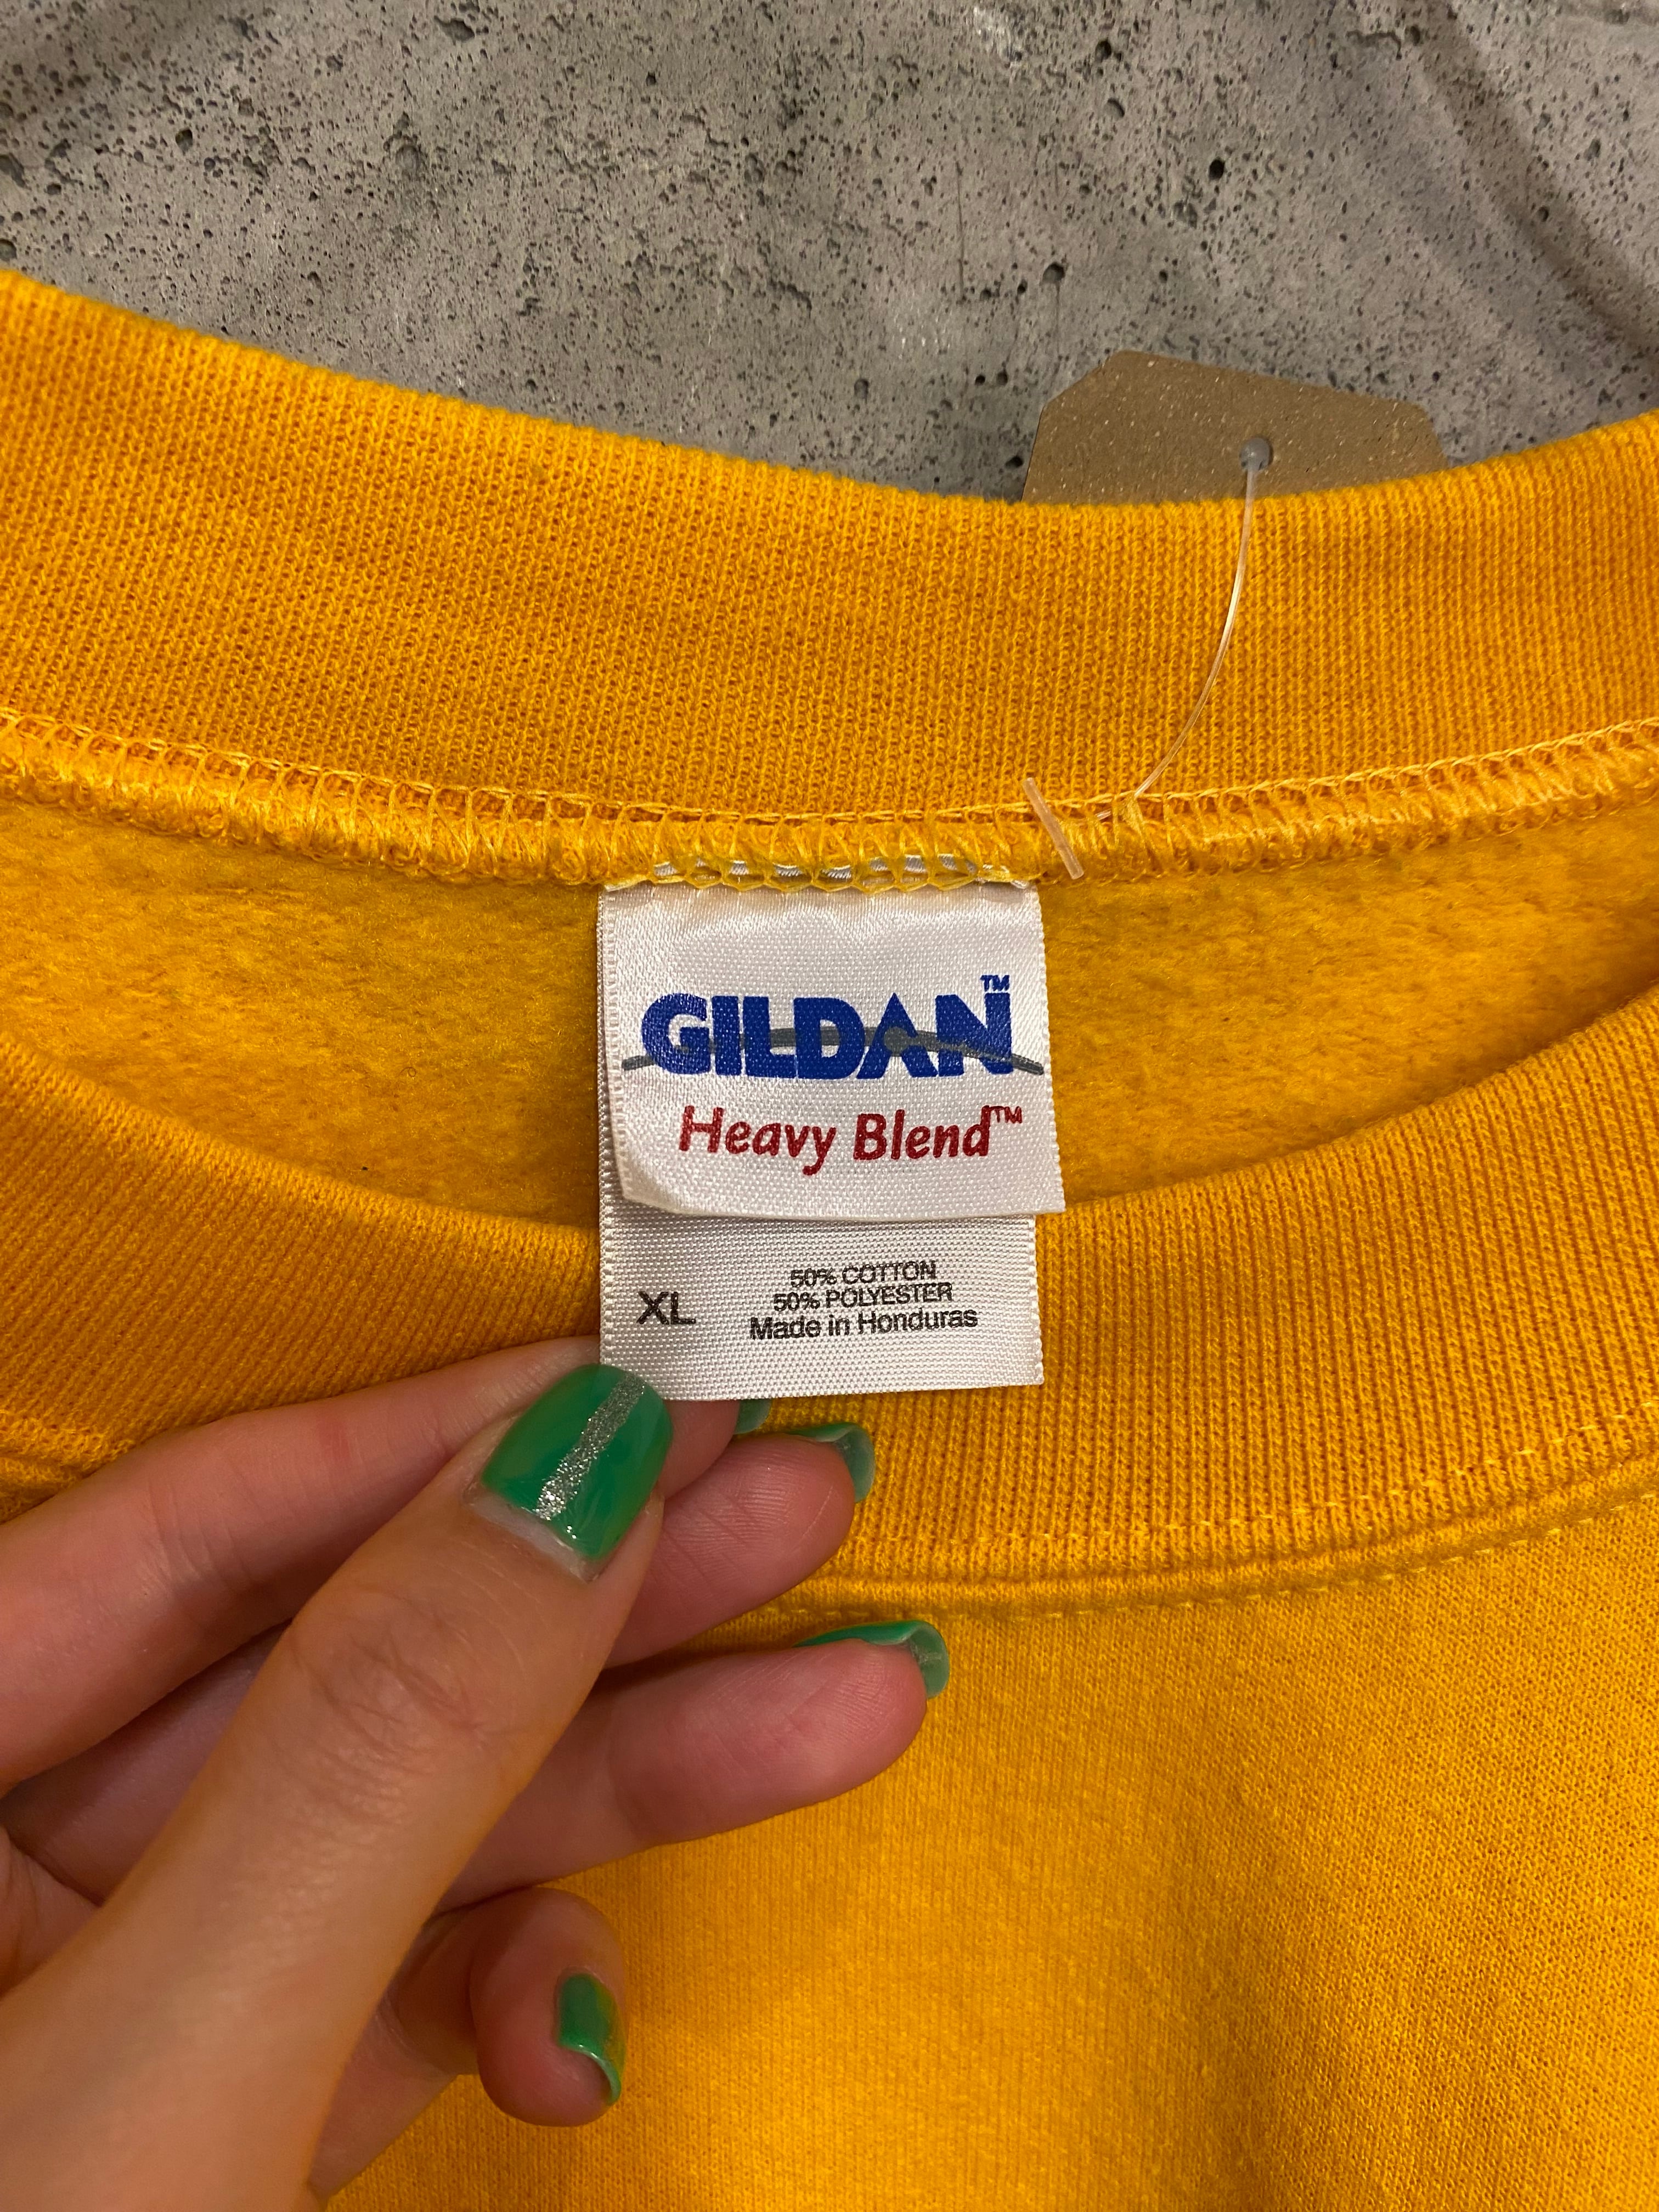 GILDAN™
Heavy Blend™
50% COTTON
50% POLYESTER
XL Made in Honduras